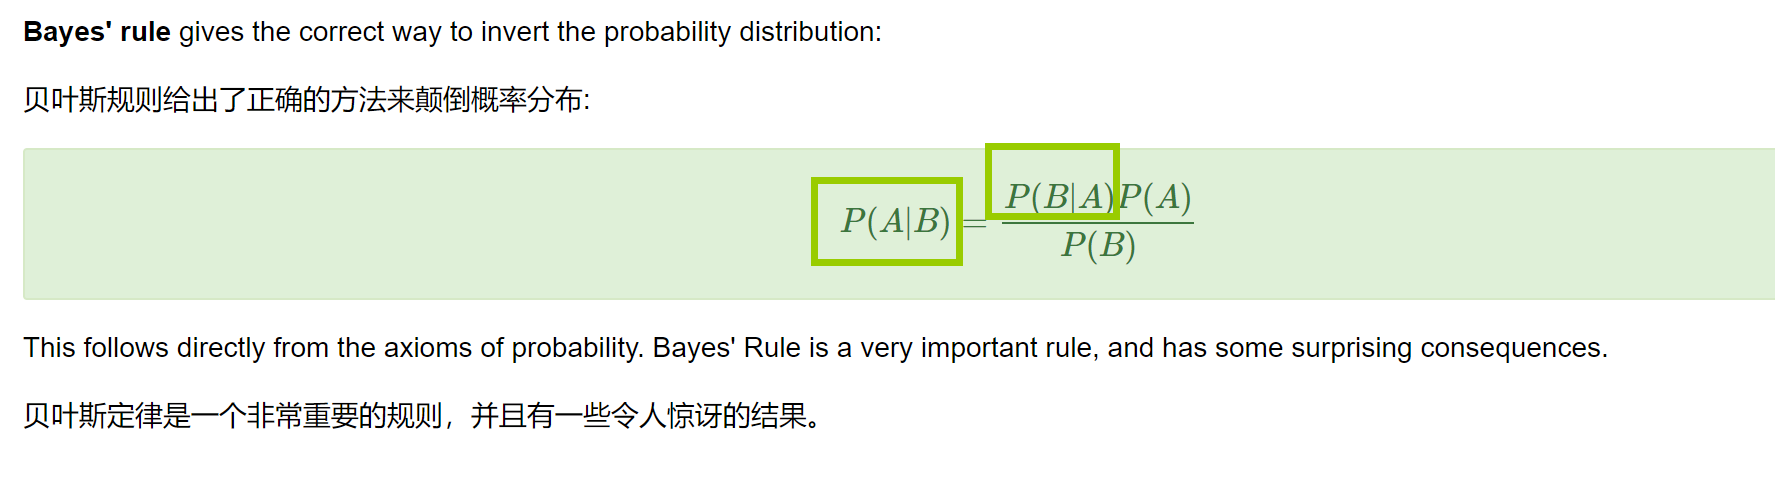 Bayes' rule gives the correct way to invert the probability distribution:
贝叶斯规则给出了正确的方法来颠倒概率分布:
P(A|B) = P(B|A)P(A) / P(B)
This follows directly from the axioms of probability. Bayes' Rule is a very important rule, and has some surprising consequences.
贝叶斯定律是一个非常重要的规则，并且有一些令人惊讶的结果。